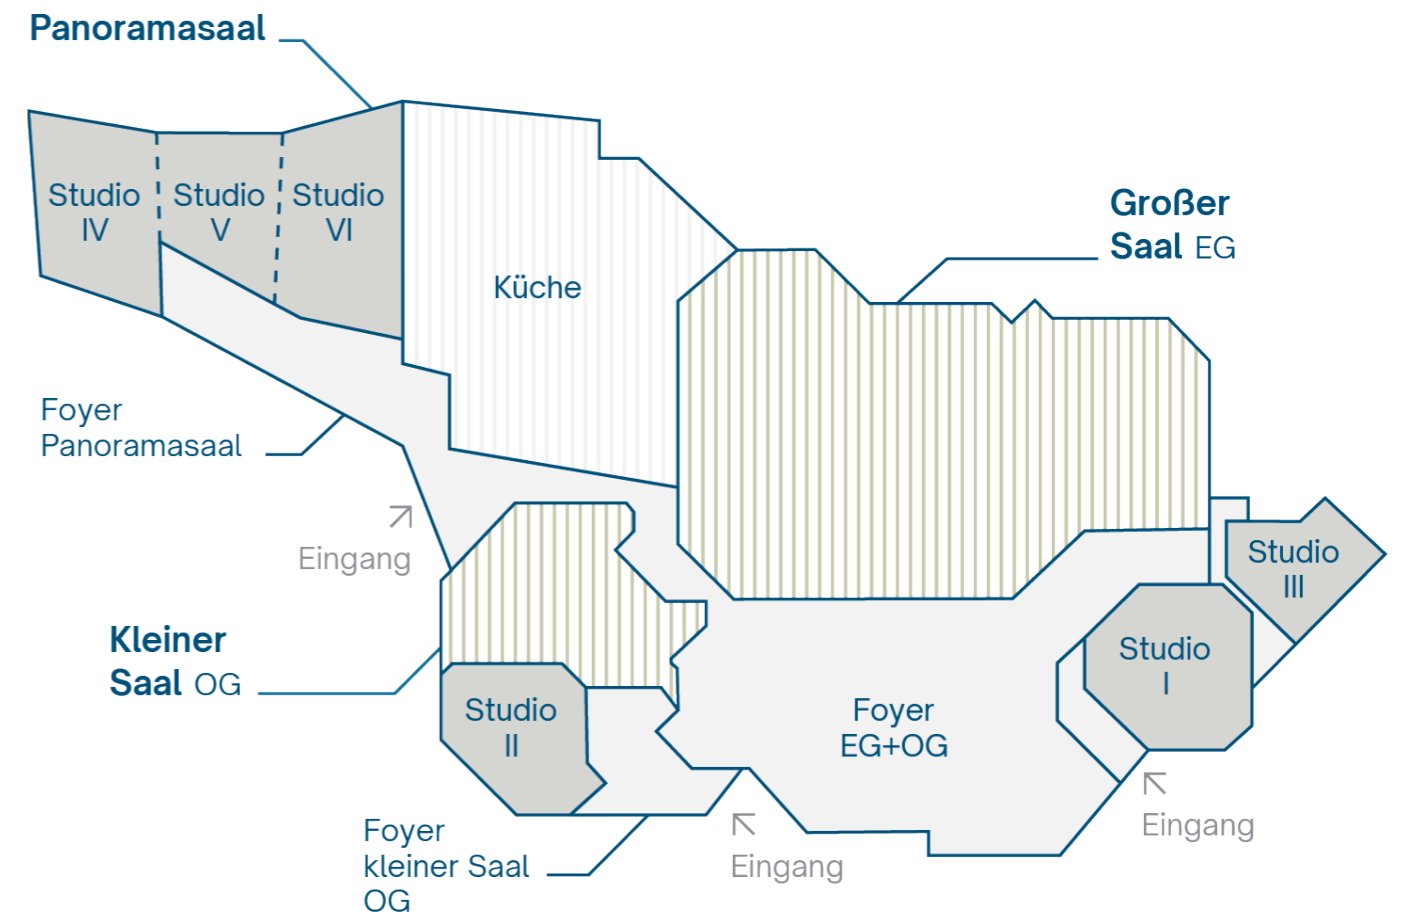 Panoramasaal
Studio
IV
Studio
V
Studio
VI
Großer
Saal EG
Küche
Foyer
Panoramasaal
Eingang
Studio
III
Kleiner
Saal OG
Studio
I
Studio
II
Foyer
EG+OG
Eingang
Foyer
kleiner Saal
OG
Eingang